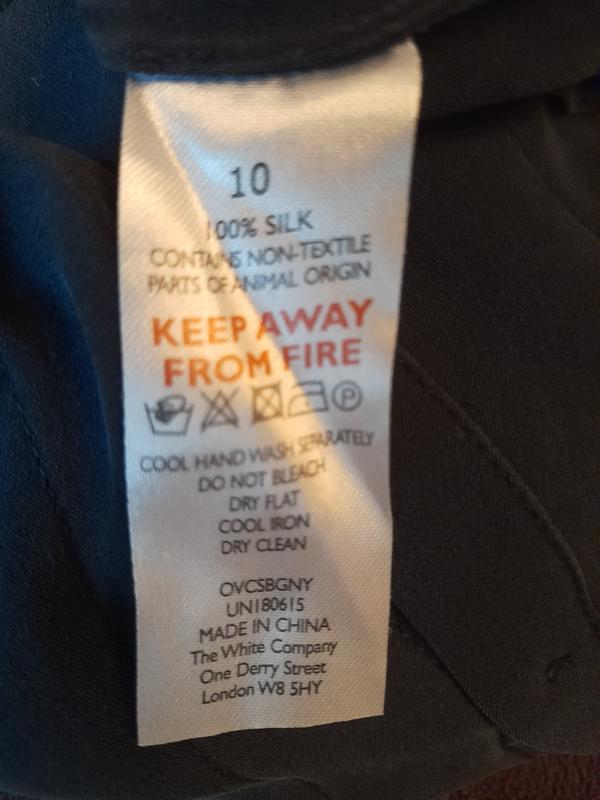 10
100% SILK
CONTAINS NON-TEXTILE
PARTS OF ANIMAL ORIGIN
KEEP AWAY
FROM FIRE
P
COOL HAND WASH SEPARATELY
DO NOT BLEACH
DRY FLAT
COOL IRON
DRY CLEAN
OVCSBGNY
UN180615
MADE IN CHINA
The White Company
One Derry Street
London W8 5HY